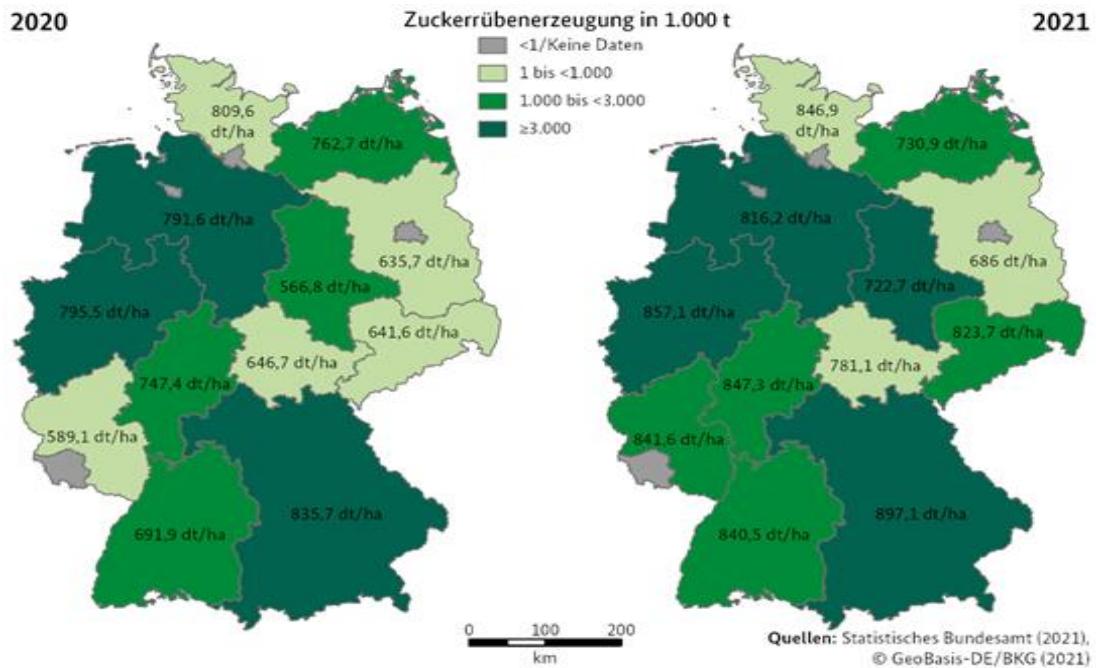 2020
Zuckerrübenerzeugung in 1.000 t
2021
<1/Keine Daten
1 bis <1.000
1.000 bis <3.000
≥3.000
809,6
dt/ha
762,7 dt/ha
791,6 dt/ha
635,7 dt/ha
566,8 dt/ha
795,5 dt/ha
641,6 dt/ha
646,7 dt/ha
747,4 dt/ha
589,1 dt/ha
835,7 dt/ha
691,9 dt/ha
846,9
dt/ha
730,9 dt/ha
816,2 dt/ha
686 dt/ha
722,7 dt/ha
857,1 dt/ha
823,7 dt/ha
781,1 dt/ha
847,3 dt/ha
841,6 dt/ha
897,1 dt/ha
840,5 dt/ha
0 100 200
km
Quellen: Statistisches Bundesamt (2021),
© GeoBasis-DE/BKG (2021)